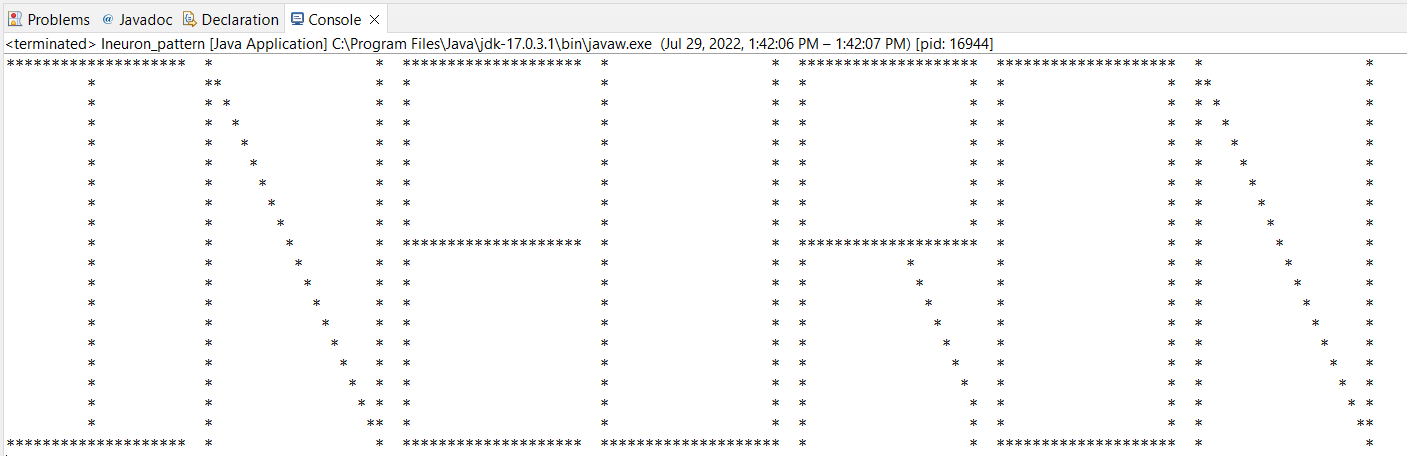 Problems @ Javadoc Declaration Console
<terminated> Ineuron_pattern [Java Application] C:\Program Files\Java\jdk-17.0.3.1\bin\javaw.exe (Jul 29, 2022, 1:42:06 PM – 1:42:07 PM) [pid: 16944]
********************  *                  *  ********************  *                  *  ********************  ********************  *                  *
         *            **                 *  *                     *                  *  *                  *  *                  *  **                 *
         *            * *                *  *                     *                  *  *                  *  *                  *  * *                *
         *            *  *               *  *                     *                  *  *                  *  *                  *  *  *               *
         *            *   *              *  *                     *                  *  *                  *  *                  *  *   *              *
         *            *    *             *  *                     *                  *  *                  *  *                  *  *    *             *
         *            *     *            *  *                     *                  *  *                  *  *                  *  *     *            *
         *            *      *           *  *                     *                  *  *                  *  *                  *  *      *           *
         *            *       *          *  *                     *                  *  *                  *  *                  *  *       *          *
         *            *        *         *  ********************  *                  *  ********************  *                  *  *        *         *
         *            *         *        *  *                     *                  *  *           *         *                  *  *         *        *
         *            *          *       *  *                     *                  *  *            *        *                  *  *          *       *
         *            *           *      *  *                     *                  *  *             *       *                  *  *           *      *
         *            *            *     *  *                     *                  *  *              *      *                  *  *            *     *
         *            *             *    *  *                     *                  *  *               *     *                  *  *             *    *
         *            *              *   *  *                     *                  *  *                *    *                  *  *              *   *
         *            *               *  *  *                     *                  *  *                 *   *                  *  *               *  *
         *            *                * *  *                     *                  *  *                  *  *                  *  *                * *
         *            *                 **  *                     *                  *  *                  *  *                  *  *                 **
********************  *                  *  ********************  ********************  *                  *  ********************  *                  *